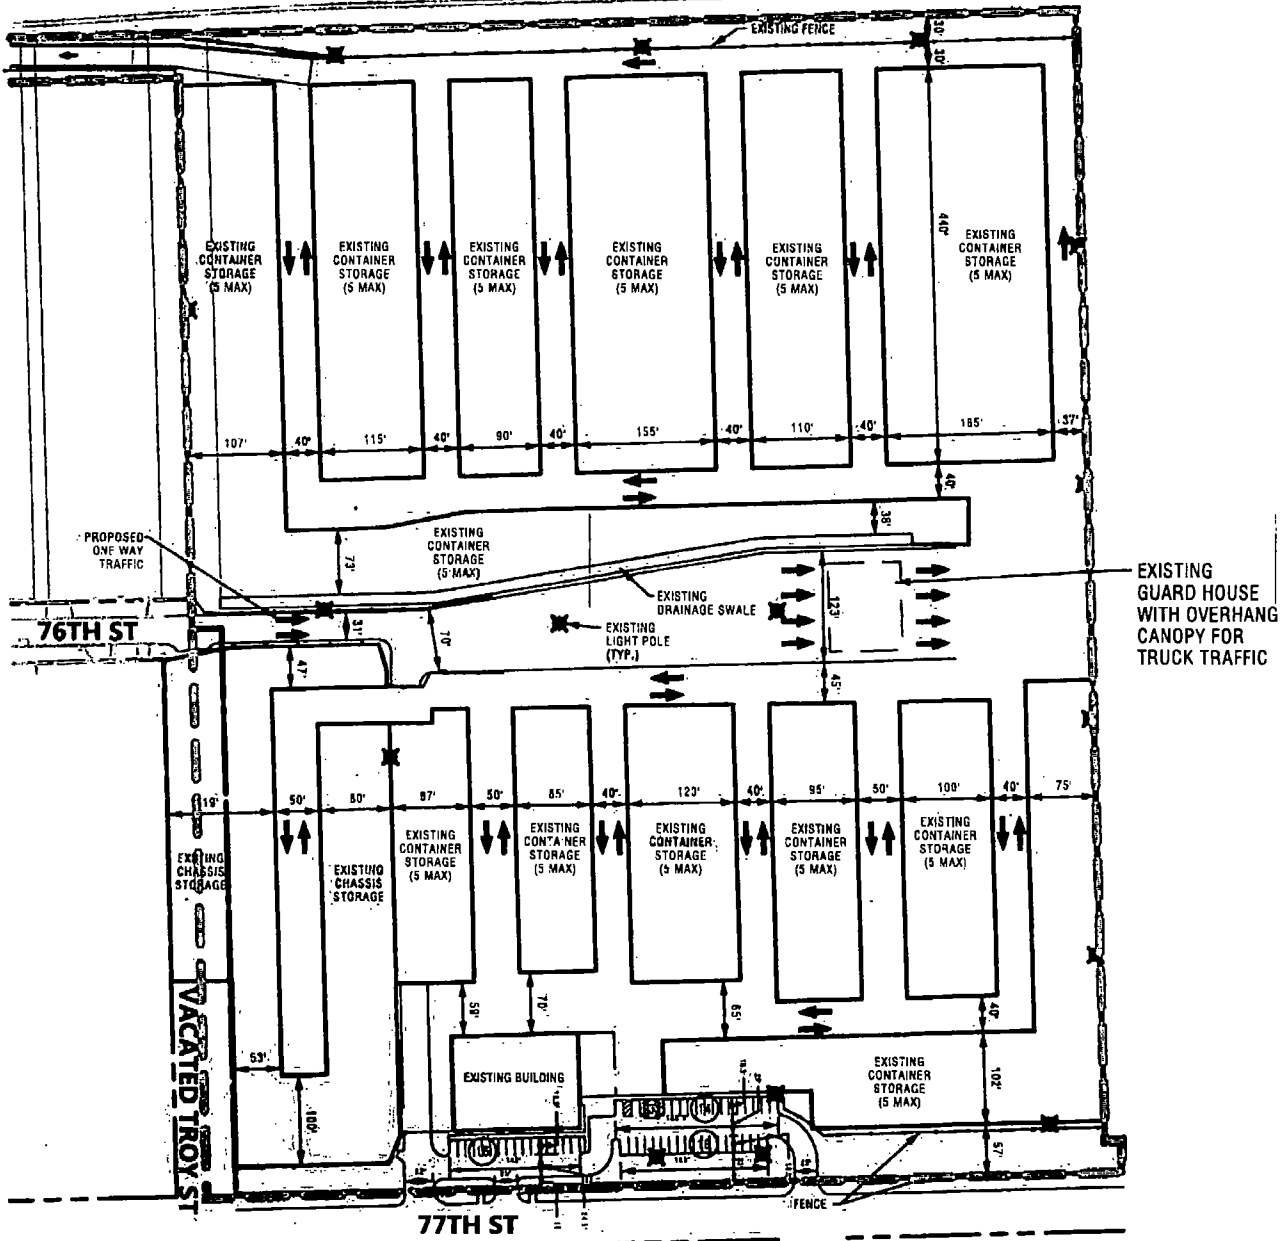 EXISTING FENCE
30'
30'
EXISTING
CONTAINER
STORAGE
(5 MAX)
EXISTING
CONTAINER
STORAGE
(5 MAX)
EXISTING
CONTAINER
STORAGE
(5 MAX)
EXISTING
CONTAINER
STORAGE
(5 MAX)
EXISTING
CONTAINER
STORAGE
(5 MAX)
EXISTING
CONTAINER
STORAGE
(5 MAX)
440'
107'
40'
115'
40'
90'
40'
155'
40'
110'
40'
185'
37'
40'
38'
PROPOSED
ONE WAY
TRAFFIC
73'
EXISTING
CONTAINER
STORAGE
(5 MAX)
EXISTING
DRAINAGE SWALE
EXISTING
LIGHT POLE
(TYP.)
123'
EXISTING
GUARD HOUSE
WITH OVERHANG
CANOPY FOR
TRUCK TRAFFIC
76TH ST
31'
70'
47'
45'
19'
50'
80'
87'
50'
85'
40'
123'
40'
95'
50'
100'
40'
75'
EXISTING
CHASSIS
STORAGE
EXISTING
CHASSIS
STORAGE
EXISTING
CONTAINER
STORAGE
(5 MAX)
EXISTING
CONTAINER
STORAGE
(5 MAX)
EXISTING
CONTAINER
STORAGE
(5 MAX)
EXISTING
CONTAINER
STORAGE
(5 MAX)
EXISTING
CONTAINER
STORAGE
(5 MAX)
59'
70'
65'
40'
VACATED TROY ST
53'
100'
EXISTING BUILDING
EXISTING
CONTAINER
STORAGE
(5 MAX)
102'
57'
FENCE
77TH ST